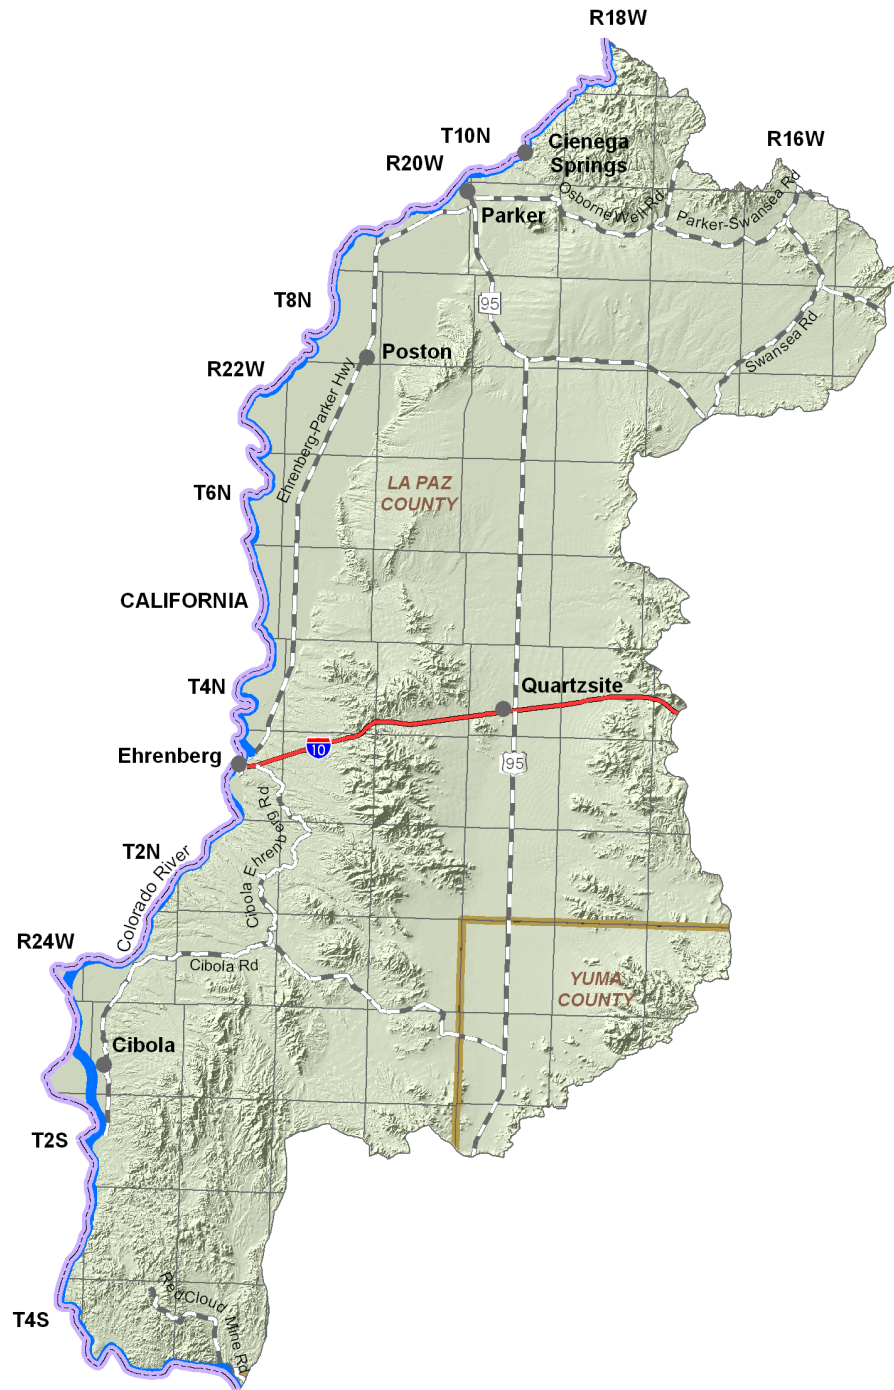 R18W
T10N
R16W
Cienega
Springs
R20W
Osborne Well Rd
Parker-Swansea Rd
Parker
T8N
95
Swansea Rd
Poston
R22W
Ehrenberg-Parker Hwy
LA PAZ
COUNTY
T6N
CALIFORNIA
T4N
Quartzsite
10
Ehrenberg
95
Cibola Ehrenberg Rd
T2N
Colorado River
R24W
Cibola Rd
YUMA
COUNTY
Cibola
T2S
Red Cloud Mine Rd
T4S